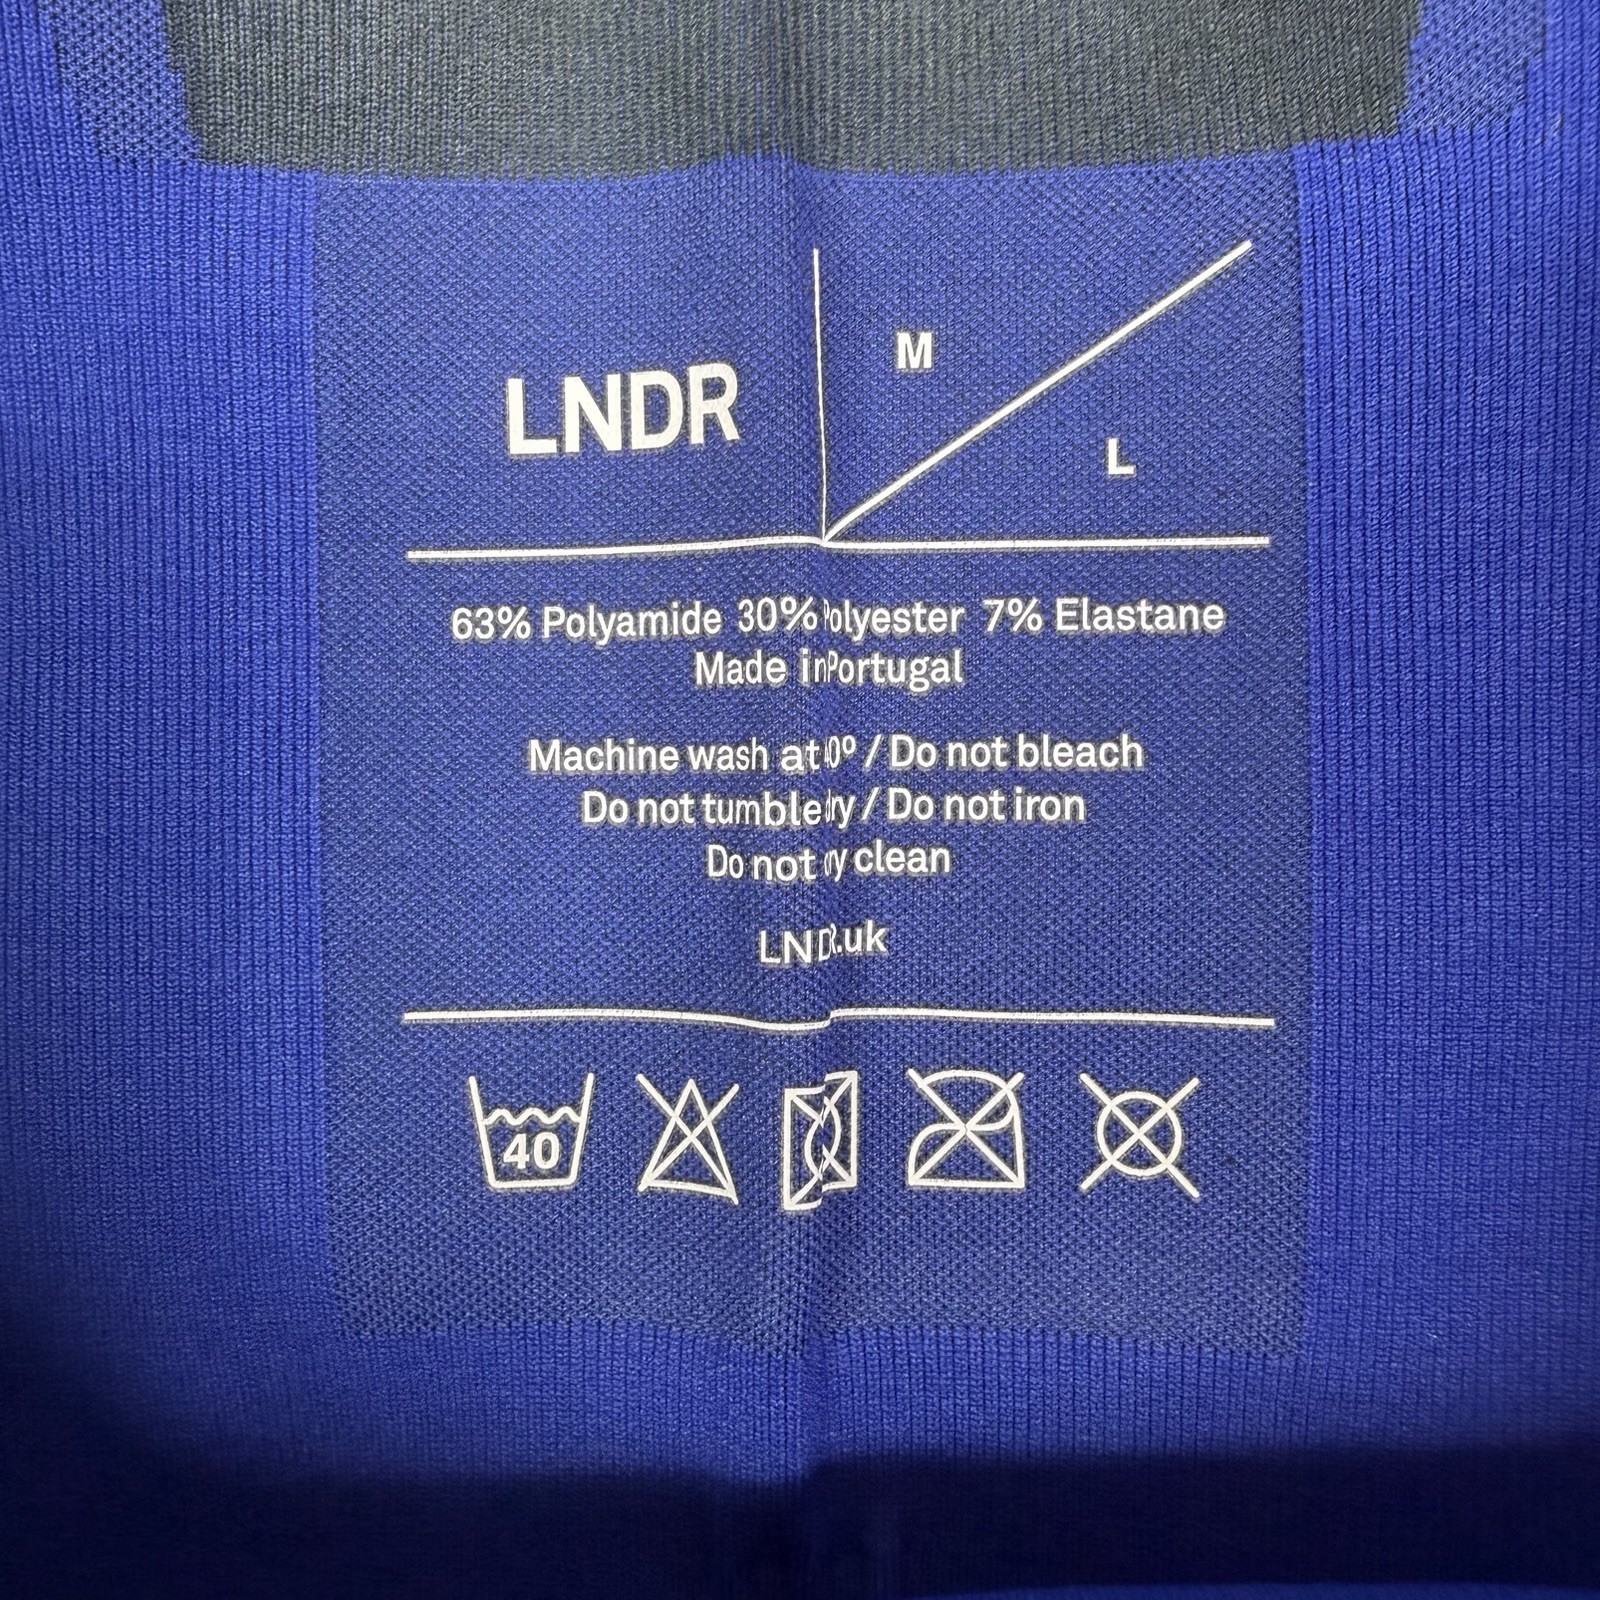 LNDR
M
L
63% Polyamide 30% Polyester 7% Elastane
Made in Portugal
Machine wash at 40º / Do not bleach
Do not tumble dry / Do not iron
Do not dry clean
LNDR.uk
40